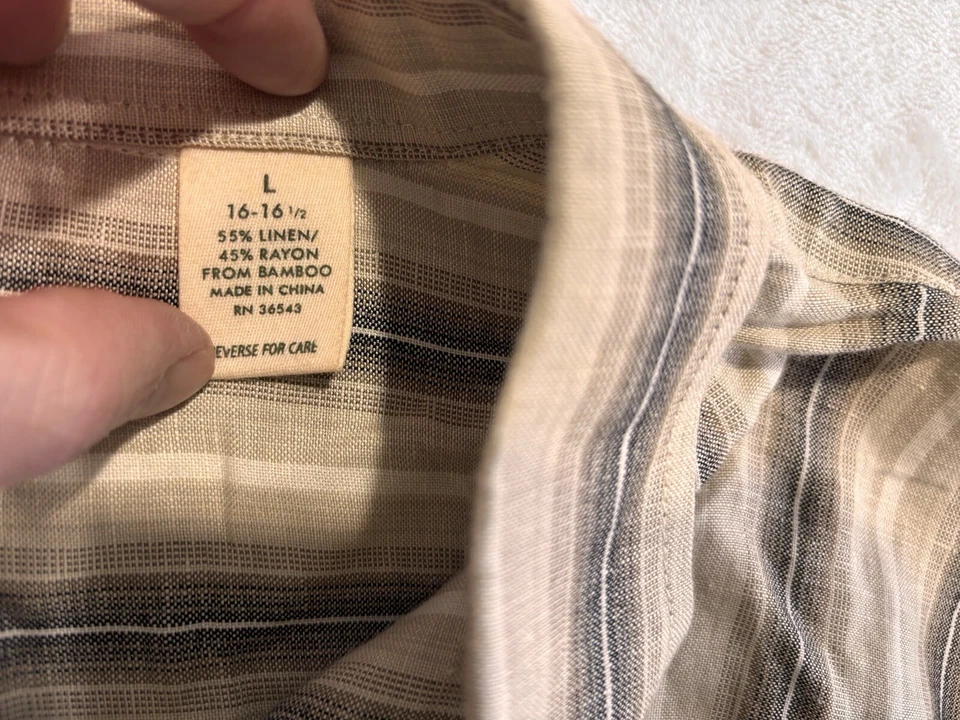 L
16-16 1/2
55% LINEN/
45% RAYON
FROM BAMBOO
MADE IN CHINA
RN 36543
EVERSE FOR CARE